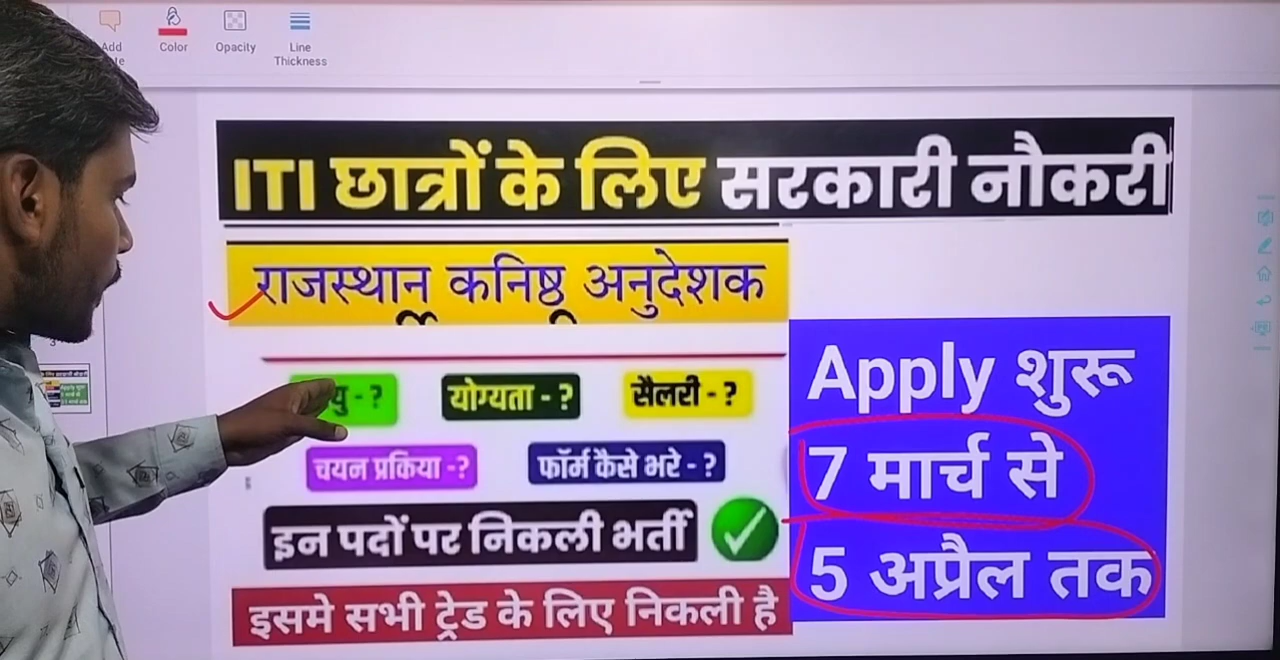 Add
Color
Opacity
Line
Thickness
ITI छात्रों के लिए सरकारी नौकरी
राजस्थान कनिष्ठ अनुदेशक
यु - ?
योग्यता - ?
सैलरी - ?
चयन प्रकिया -?
फॉर्म कैसे भरे - ?
इन पदों पर निकली भर्ती
इसमे सभी ट्रेड के लिए निकली है
Apply शुरू
7 मार्च से
5 अप्रैल तक